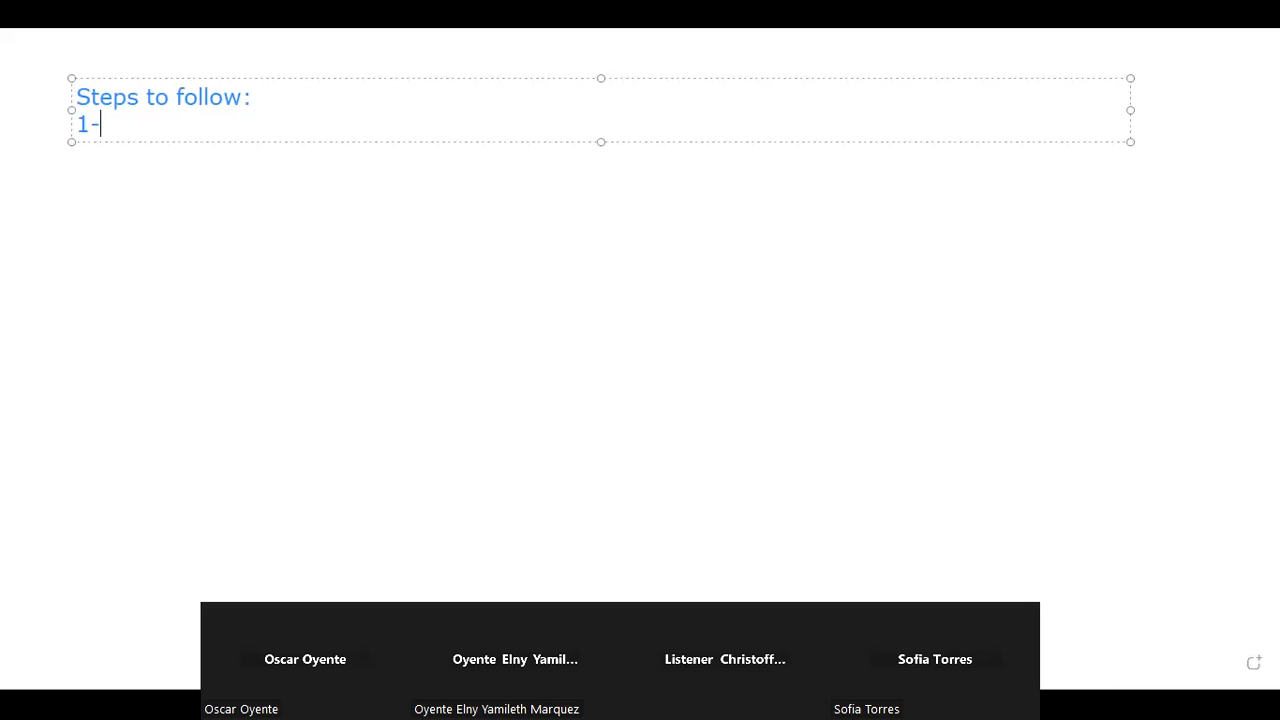 Steps to follow:
1-
Oscar Oyente
Oyente Elny Yamil...
Listener Christoff...
Sofia Torres
Oscar Oyente
Oyente Elny Yamileth Marquez
Sofia Torres